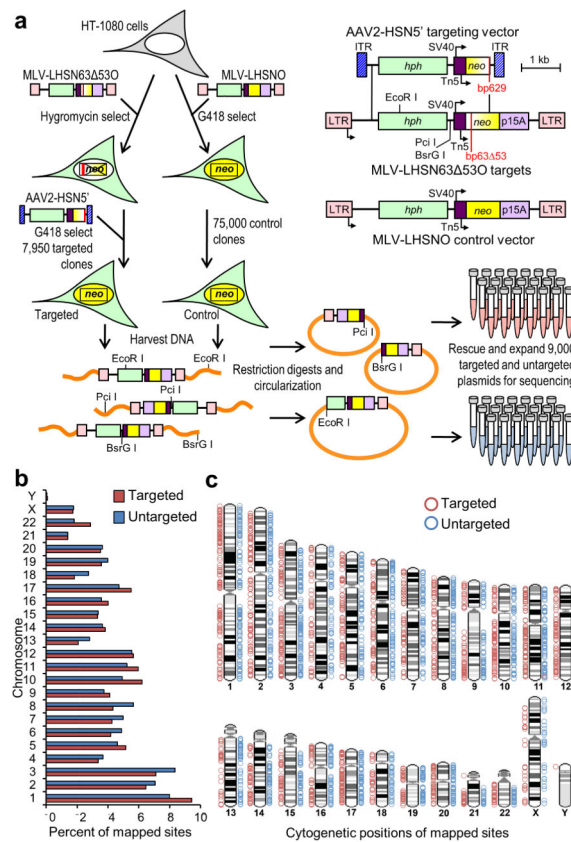 a
HT-1080 cells
MLV-LHSN63Δ53O
MLV-LHSNO
Hygromycin select
G418 select
neo
neo
AAV2-HSN5'
G418 select
7,950 targeted
clones
75,000 control
clones
neo
neo
Targeted
Control
Harvest DNA
EcoR I
EcoR I
Pci I
Pci I
BsrG I
BsrG I
Restriction digests and
circularization
Pci I
BsrG I
EcoR I
AAV2-HSN5' targeting vector
ITR
SV40
ITR
hph
neo
1 kb
Tn5
bp629
EcoR I
LTR
SV40
LTR
hph
neo
p15A
Pci I
BsrG I
Tn5
bp63Δ53
MLV-LHSN63Δ53O targets
LTR
SV40
LTR
hph
neo
p15A
Tn5
MLV-LHSNO control vector
Rescue and expand 9,000
targeted and untargeted
plasmids for sequencing
b
Targeted
Untargeted
Chromosome
Y
X
22
21
20
19
18
17
16
15
14
13
12
11
10
9
8
7
6
5
4
3
2
1
0 2 4 6 8 10
Percent of mapped sites
c
Targeted
Untargeted
1 2 3 4 5 6 7 8 9 10 11 12
13 14 15 16 17 18 19 20 21 22 X Y
Cytogenetic positions of mapped sites